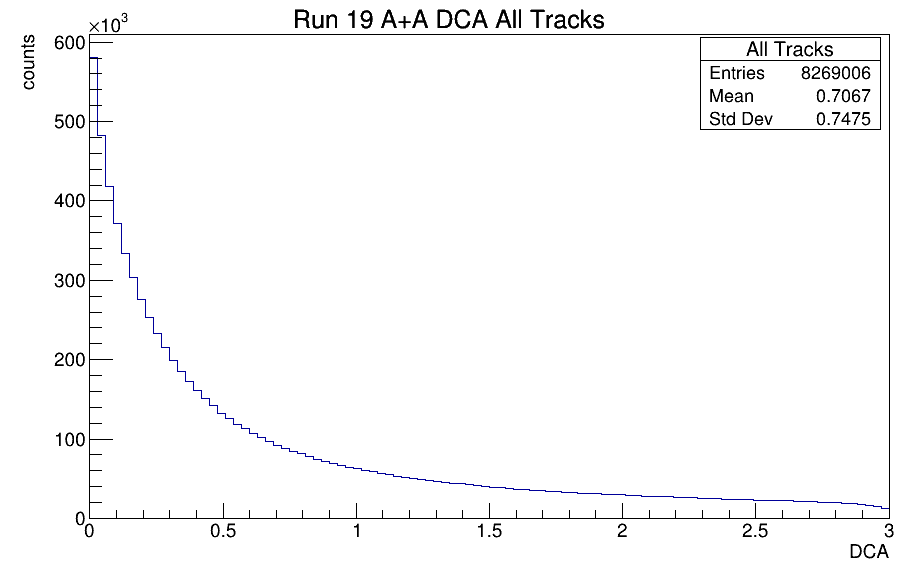 Run 19 A+A DCA All Tracks
×10³
counts
600
500
400
300
200
100
0
All Tracks
Entries 8269006
Mean 0.7067
Std Dev 0.7475
0 0.5 1 1.5 2 2.5 3
DCA